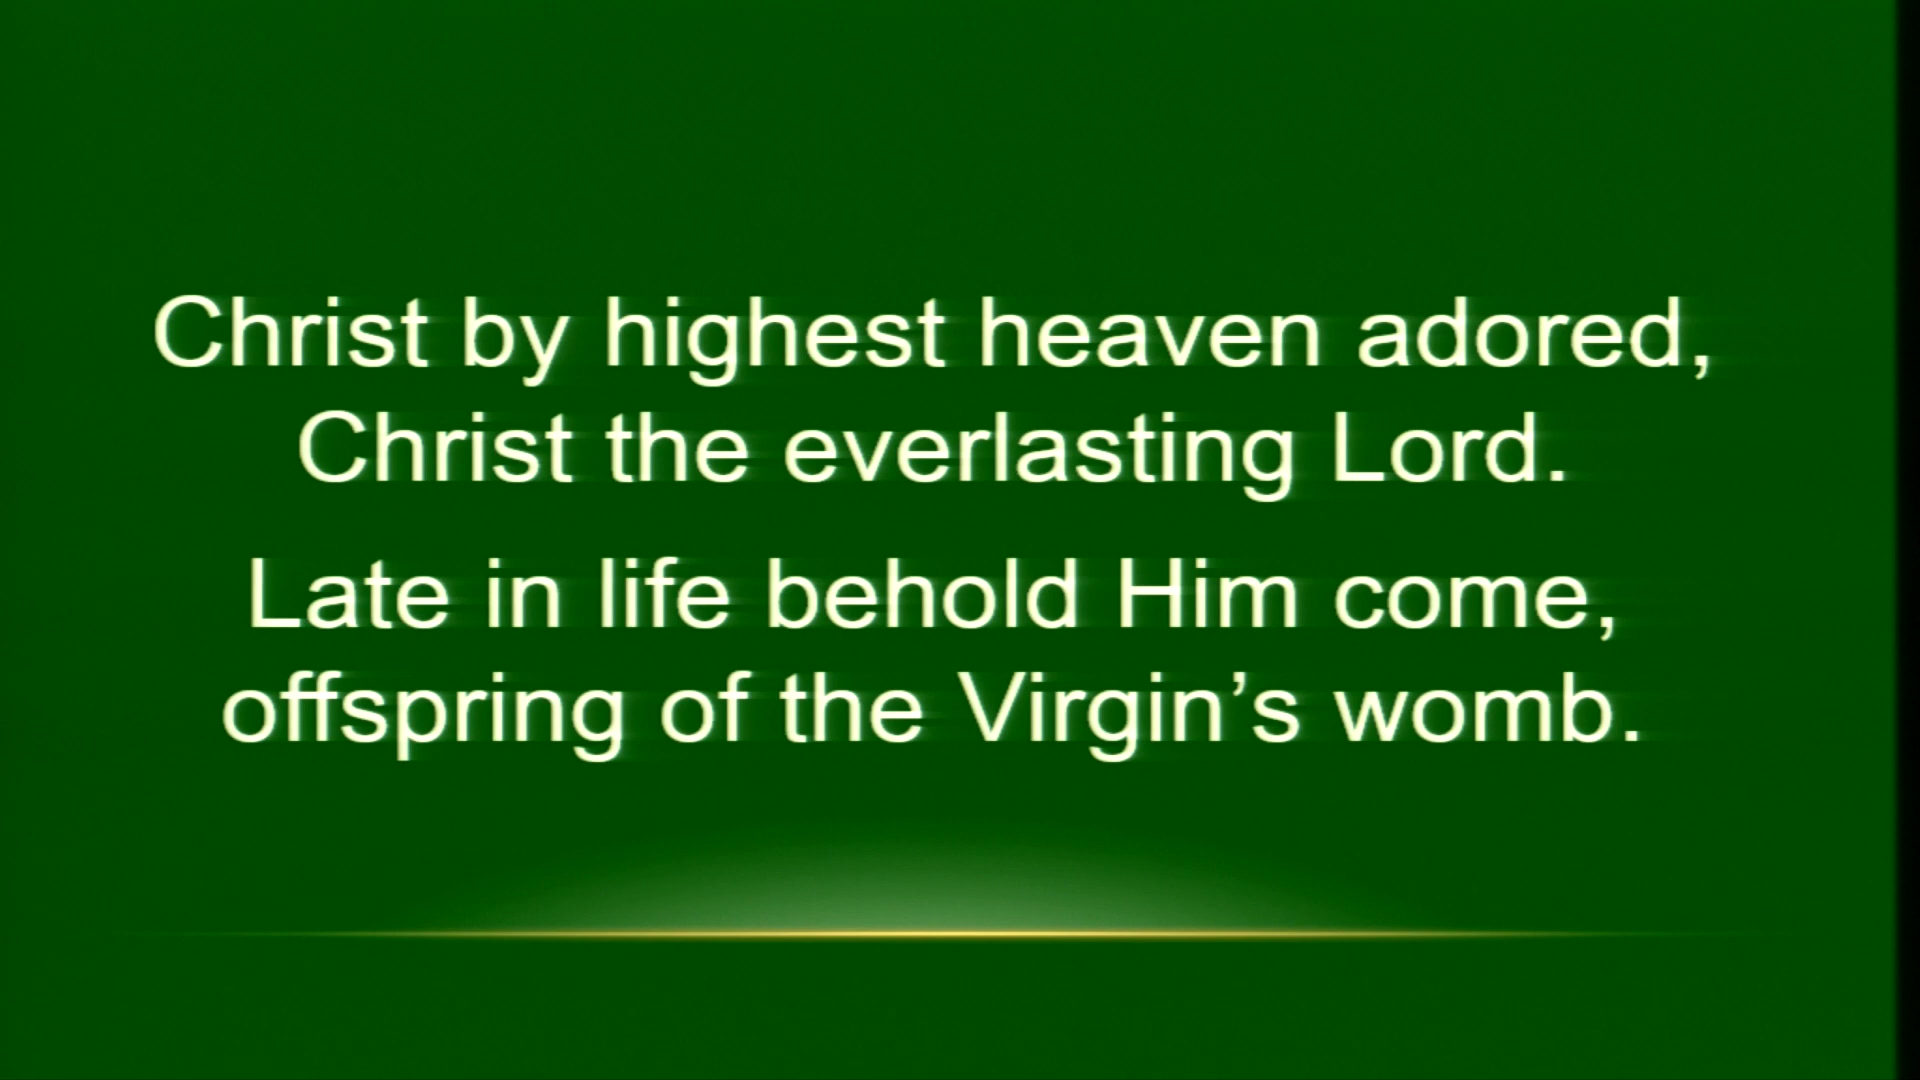 Christ by highest heaven adored,
Christ the everlasting Lord.
Late in life behold Him come,
offspring of the Virgin’s womb.